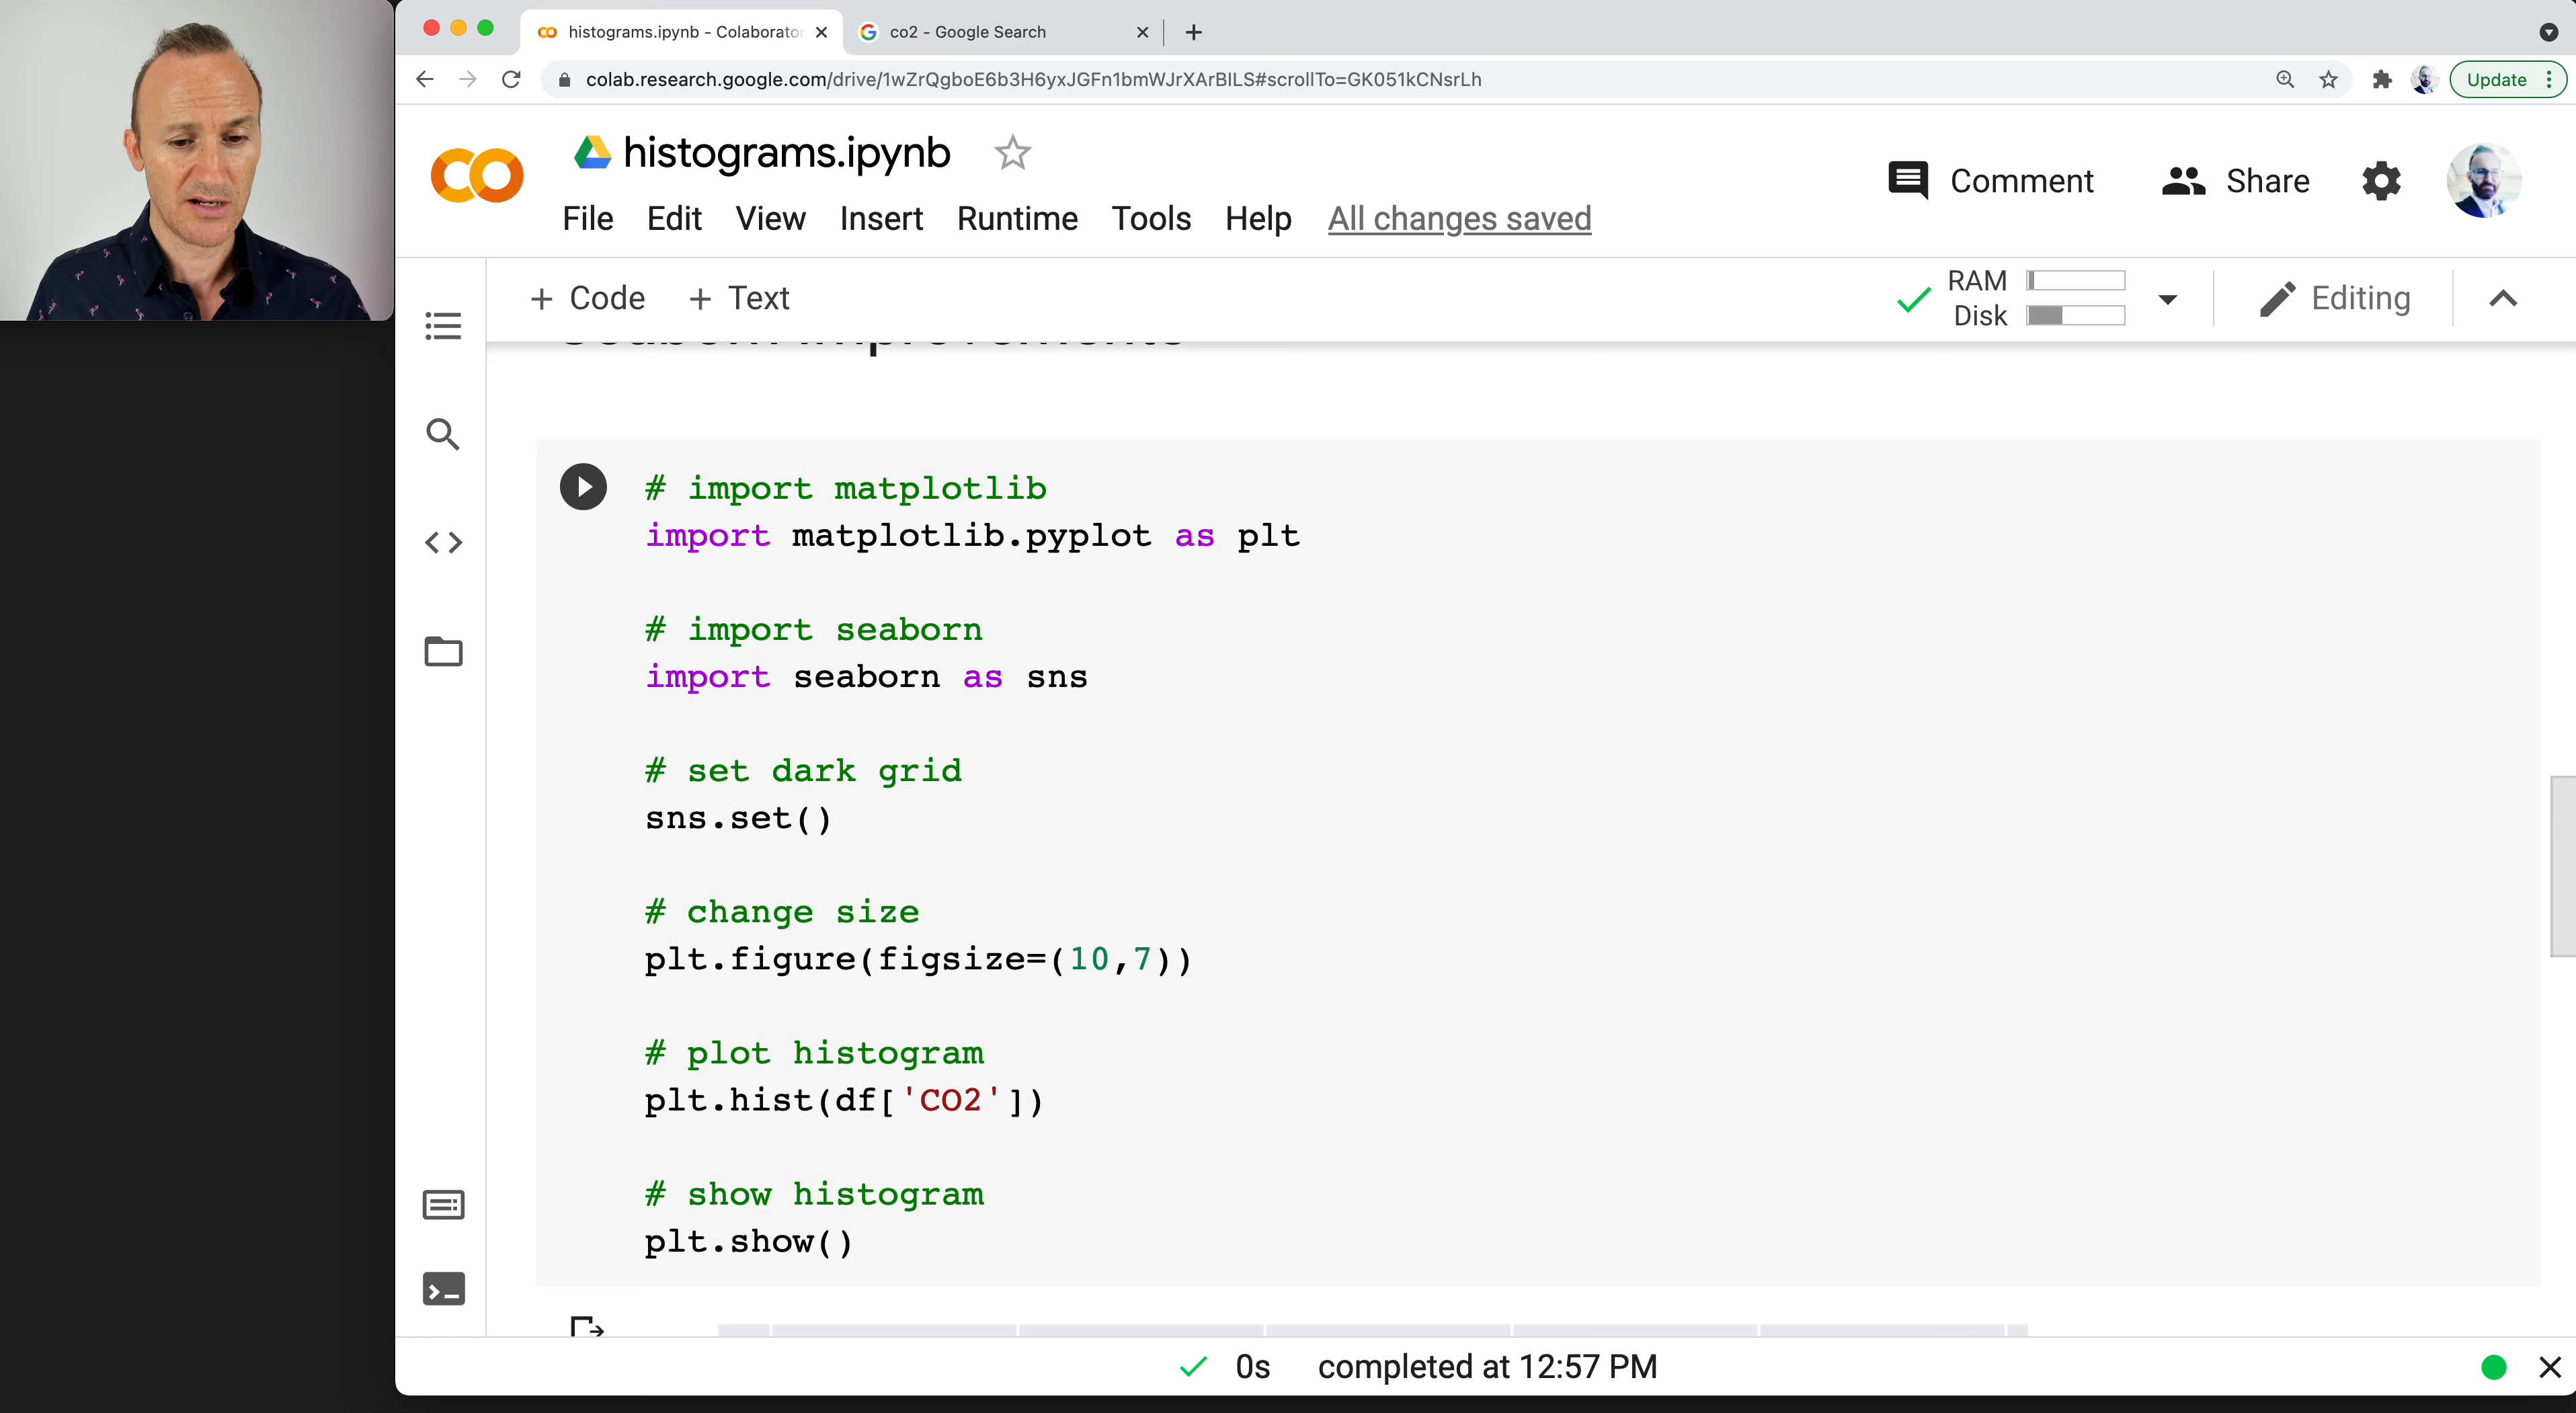 histograms.ipynb - Colaborator
co2 - Google Search
colab.research.google.com/drive/1wZrQgboE6b3H6yxJGFn1bmWJrXArBlLS#scrollTo=GK051kCNsrLh
Update
histograms.ipynb
Comment
Share
File Edit View Insert Runtime Tools Help All changes saved
+ Code + Text
RAM
Disk
Editing
Seaborn Improvements
# import matplotlib
import matplotlib.pyplot as plt
# import seaborn
import seaborn as sns
# set dark grid
sns.set()
# change size
plt.figure(figsize=(10,7))
# plot histogram
plt.hist(df['CO2'])
# show histogram
plt.show()
0s completed at 12:57 PM